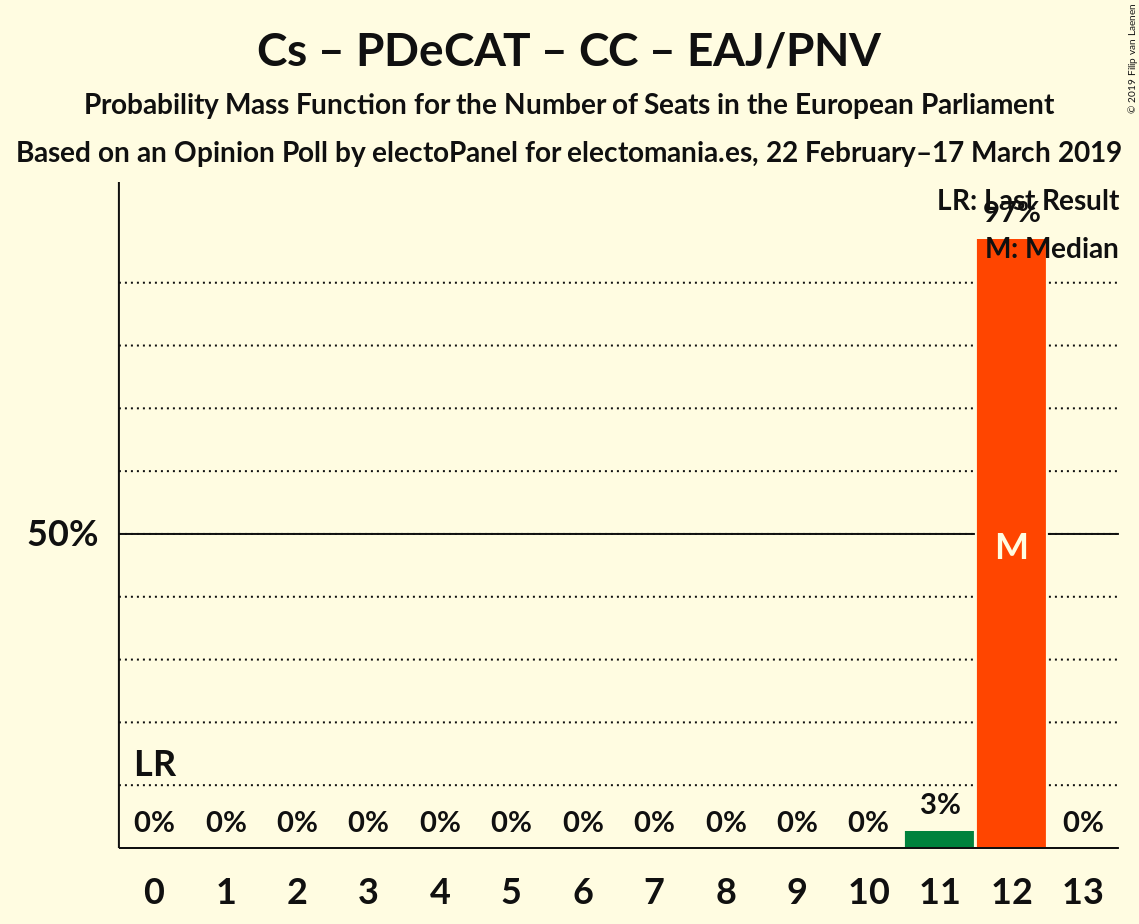 Cs – PDeCAT – CC – EAJ/PNV
Probability Mass Function for the Number of Seats in the European Parliament
Based on an Opinion Poll by electoPanel for electomania.es, 22 February–17 March 2019
© 2019 Filip van Laenen
LR: Last Result
97%
M: Median
50%
M
LR
0% 0% 0% 0% 0% 0% 0% 0% 0% 0% 0% 3% 0%
0 1 2 3 4 5 6 7 8 9 10 11 12 13